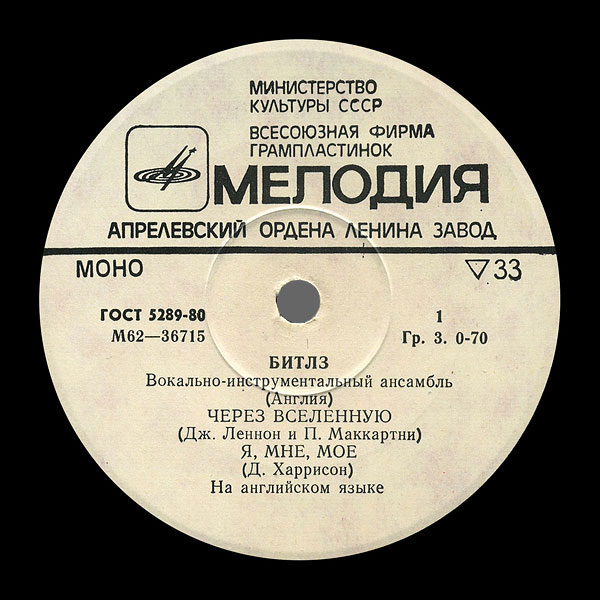 МИНИСТЕРСТВО
КУЛЬТУРЫ СССР
ВСЕСОЮЗНАЯ ФИРМА
ГРАМПЛАСТИНОК
МЕЛОДИЯ
АПРЕЛЕВСКИЙ ОРДЕНА ЛЕНИНА ЗАВОД
МОНО
▽33
ГОСТ 5289-80
М62—36715
1
Гр. 3. 0-70
БИТЛЗ
Вокально-инструментальный ансамбль
(Англия)
ЧЕРЕЗ ВСЕЛЕННУЮ
(Дж. Леннон и П. Маккартни)
Я, МНЕ, МОЕ
(Д. Харрисон)
На английском языке